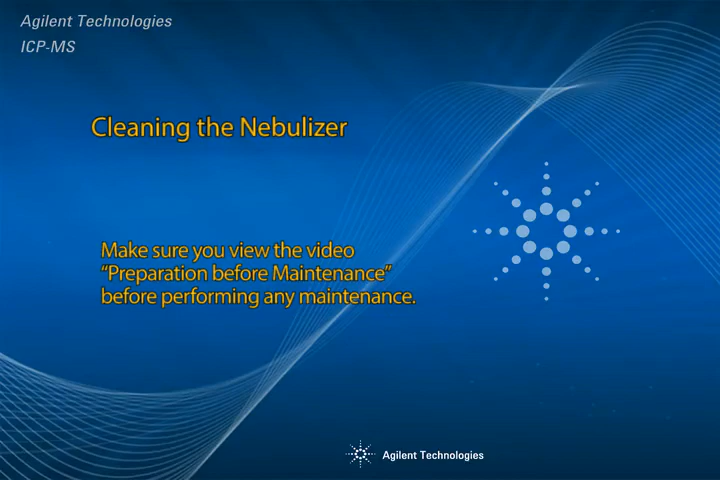 Agilent Technologies
ICP-MS
Cleaning the Nebulizer
Make sure you view the video
“Preparation before Maintenance”
before performing any maintenance.
Agilent Technologies